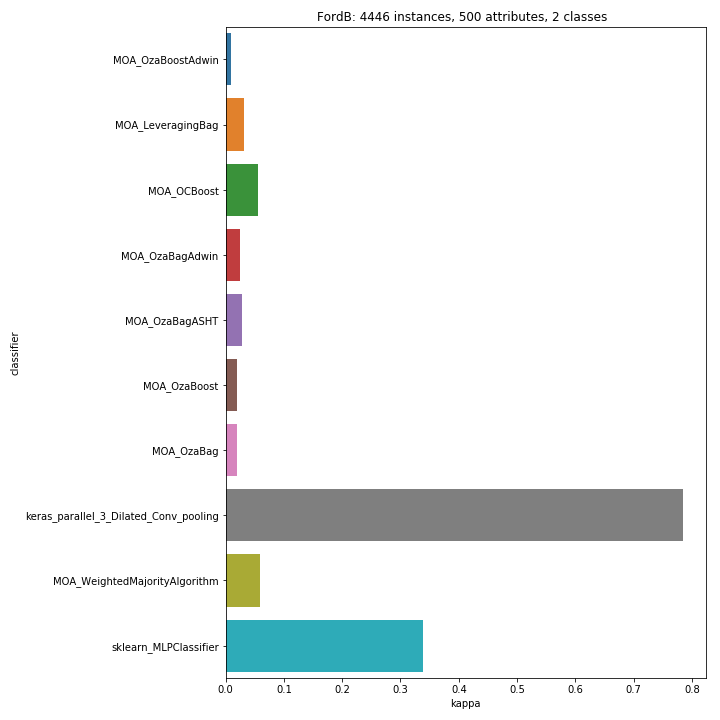 FordB: 4446 instances, 500 attributes, 2 classes
classifier
MOA_OzaBoostAdwin
MOA_LeveragingBag
MOA_OCBoost
MOA_OzaBagAdwin
MOA_OzaBagASHT
MOA_OzaBoost
MOA_OzaBag
keras_parallel_3_Dilated_Conv_pooling
MOA_WeightedMajorityAlgorithm
sklearn_MLPClassifier
0.0 0.1 0.2 0.3 0.4 0.5 0.6 0.7 0.8
kappa